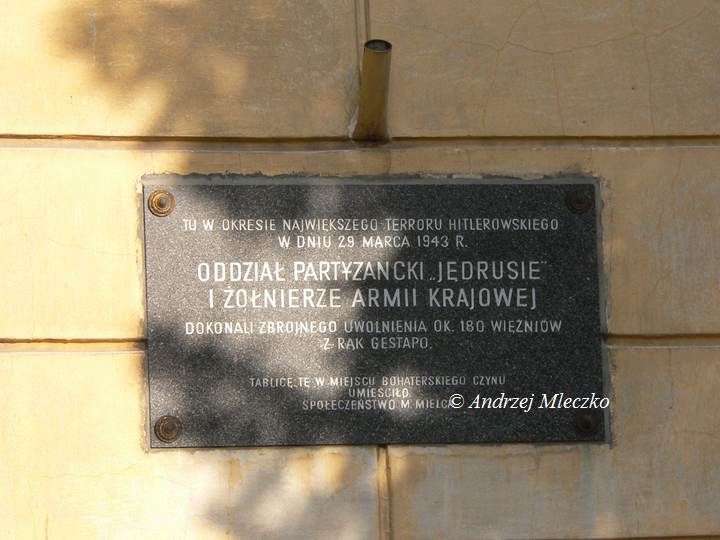 TU W OKRESIE NAJWIĘKSZEGO TERRORU HITLEROWSKIEGO
W DNIU 29 MARCA 1943 R.
ODDZIAŁ PARTYZANCKI „JĘDRUSIE”
I ŻOŁNIERZE ARMII KRAJOWEJ
DOKONALI ZBROJNEGO UWOLNIENIA OK. 180 WIĘŹNIÓW
Z RĄK GESTAPO.
TABLICĘ TĘ W MIEJSCU BOHATERSKIEGO CZYNU
UMIEŚCIŁO
SPOŁECZEŃSTWO M.
© Andrzej Mleczko